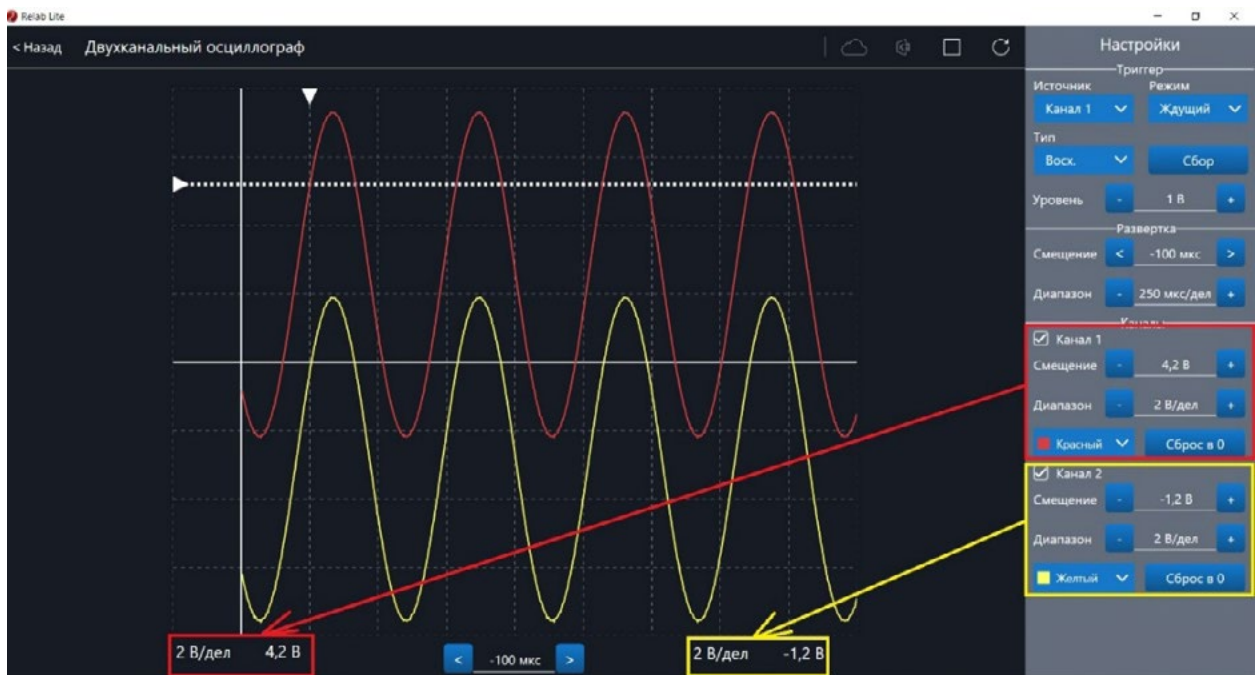 Relab Lite
< Назад Двухканальный осциллограф
Настройки
Триггер
Источник Режим
Канал 1 Ждущий
Тип
Восх. Сбор
Уровень - 1 В +
Развертка
Смещение < -100 мкс >
Диапазон - 250 мкс/дел +
Каналы
Канал 1
Смещение - 4,2 В +
Диапазон - 2 В/дел +
Красный Сброс в 0
Канал 2
Смещение - -1,2 В +
Диапазон - 2 В/дел +
Желтый Сброс в 0
2 В/дел 4,2 В < -100 мкс > 2 В/дел -1,2 В